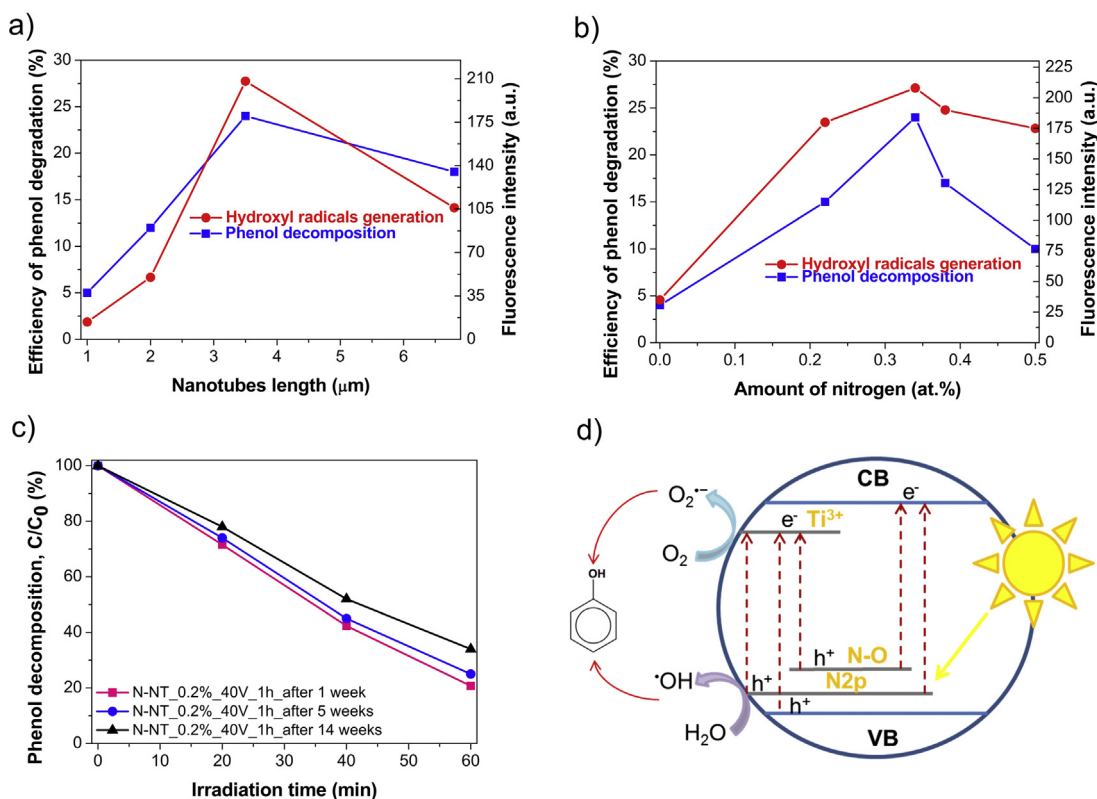 a)
Efficiency of phenol degradation (%)
30
25
20
15
10
5
0
1
2
3
4
5
6
Nanotubes length (μm)
210
175
140
105
70
35
0
Fluorescence intensity (a.u.)
Hydroxyl radicals generation
Phenol decomposition
b)
Efficiency of phenol degradation (%)
30
25
20
15
10
5
0
0.0
0.1
0.2
0.3
0.4
0.5
Amount of nitrogen (at.%)
225
200
175
150
125
100
75
50
25
0
Fluorescence intensity (a.u.)
Hydroxyl radicals generation
Phenol decomposition
c)
Phenol decomposition, C/C₀ (%)
100
80
60
40
20
0
0
10
20
30
40
50
60
Irradiation time (min)
N-NT_0.2%_40V_1h_after 1 week
N-NT_0.2%_40V_1h_after 5 weeks
N-NT_0.2%_40V_1h_after 14 weeks
d)
CB
e⁻
O₂•⁻
e⁻ Ti³⁺
O₂
OH
h⁺ N-O
•OH
h⁺ N2p
h⁺
H₂O
VB